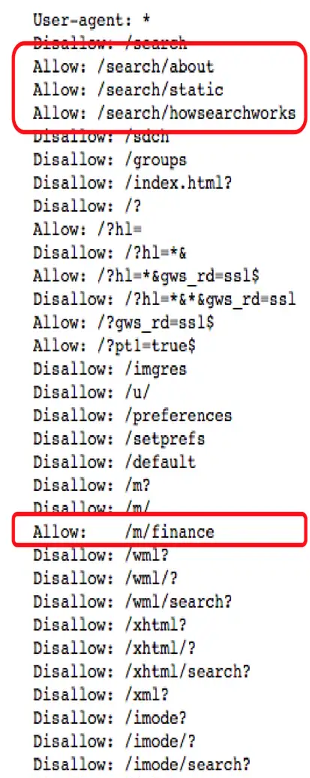 User-agent: *
Disallow: /search
Allow: /search/about
Allow: /search/static
Allow: /search/howsearchworks
Disallow: /sdch
Disallow: /groups
Disallow: /index.html?
Disallow: /?
Allow: /?hl=
Disallow: /?hl=*&
Allow: /?hl=*&gws_rd=ssl$
Disallow: /?hl=*&*&gws_rd=ssl
Allow: /?gws_rd=ssl$
Allow: /?pt1=true$
Disallow: /imgres
Disallow: /u/
Disallow: /preferences
Disallow: /setprefs
Disallow: /default
Disallow: /m?
Disallow: /m/
Allow: /m/finance
Disallow: /wml?
Disallow: /wml/?
Disallow: /wml/search?
Disallow: /xhtml?
Disallow: /xhtml/?
Disallow: /xhtml/search?
Disallow: /xml?
Disallow: /imode?
Disallow: /imode/?
Disallow: /imode/search?